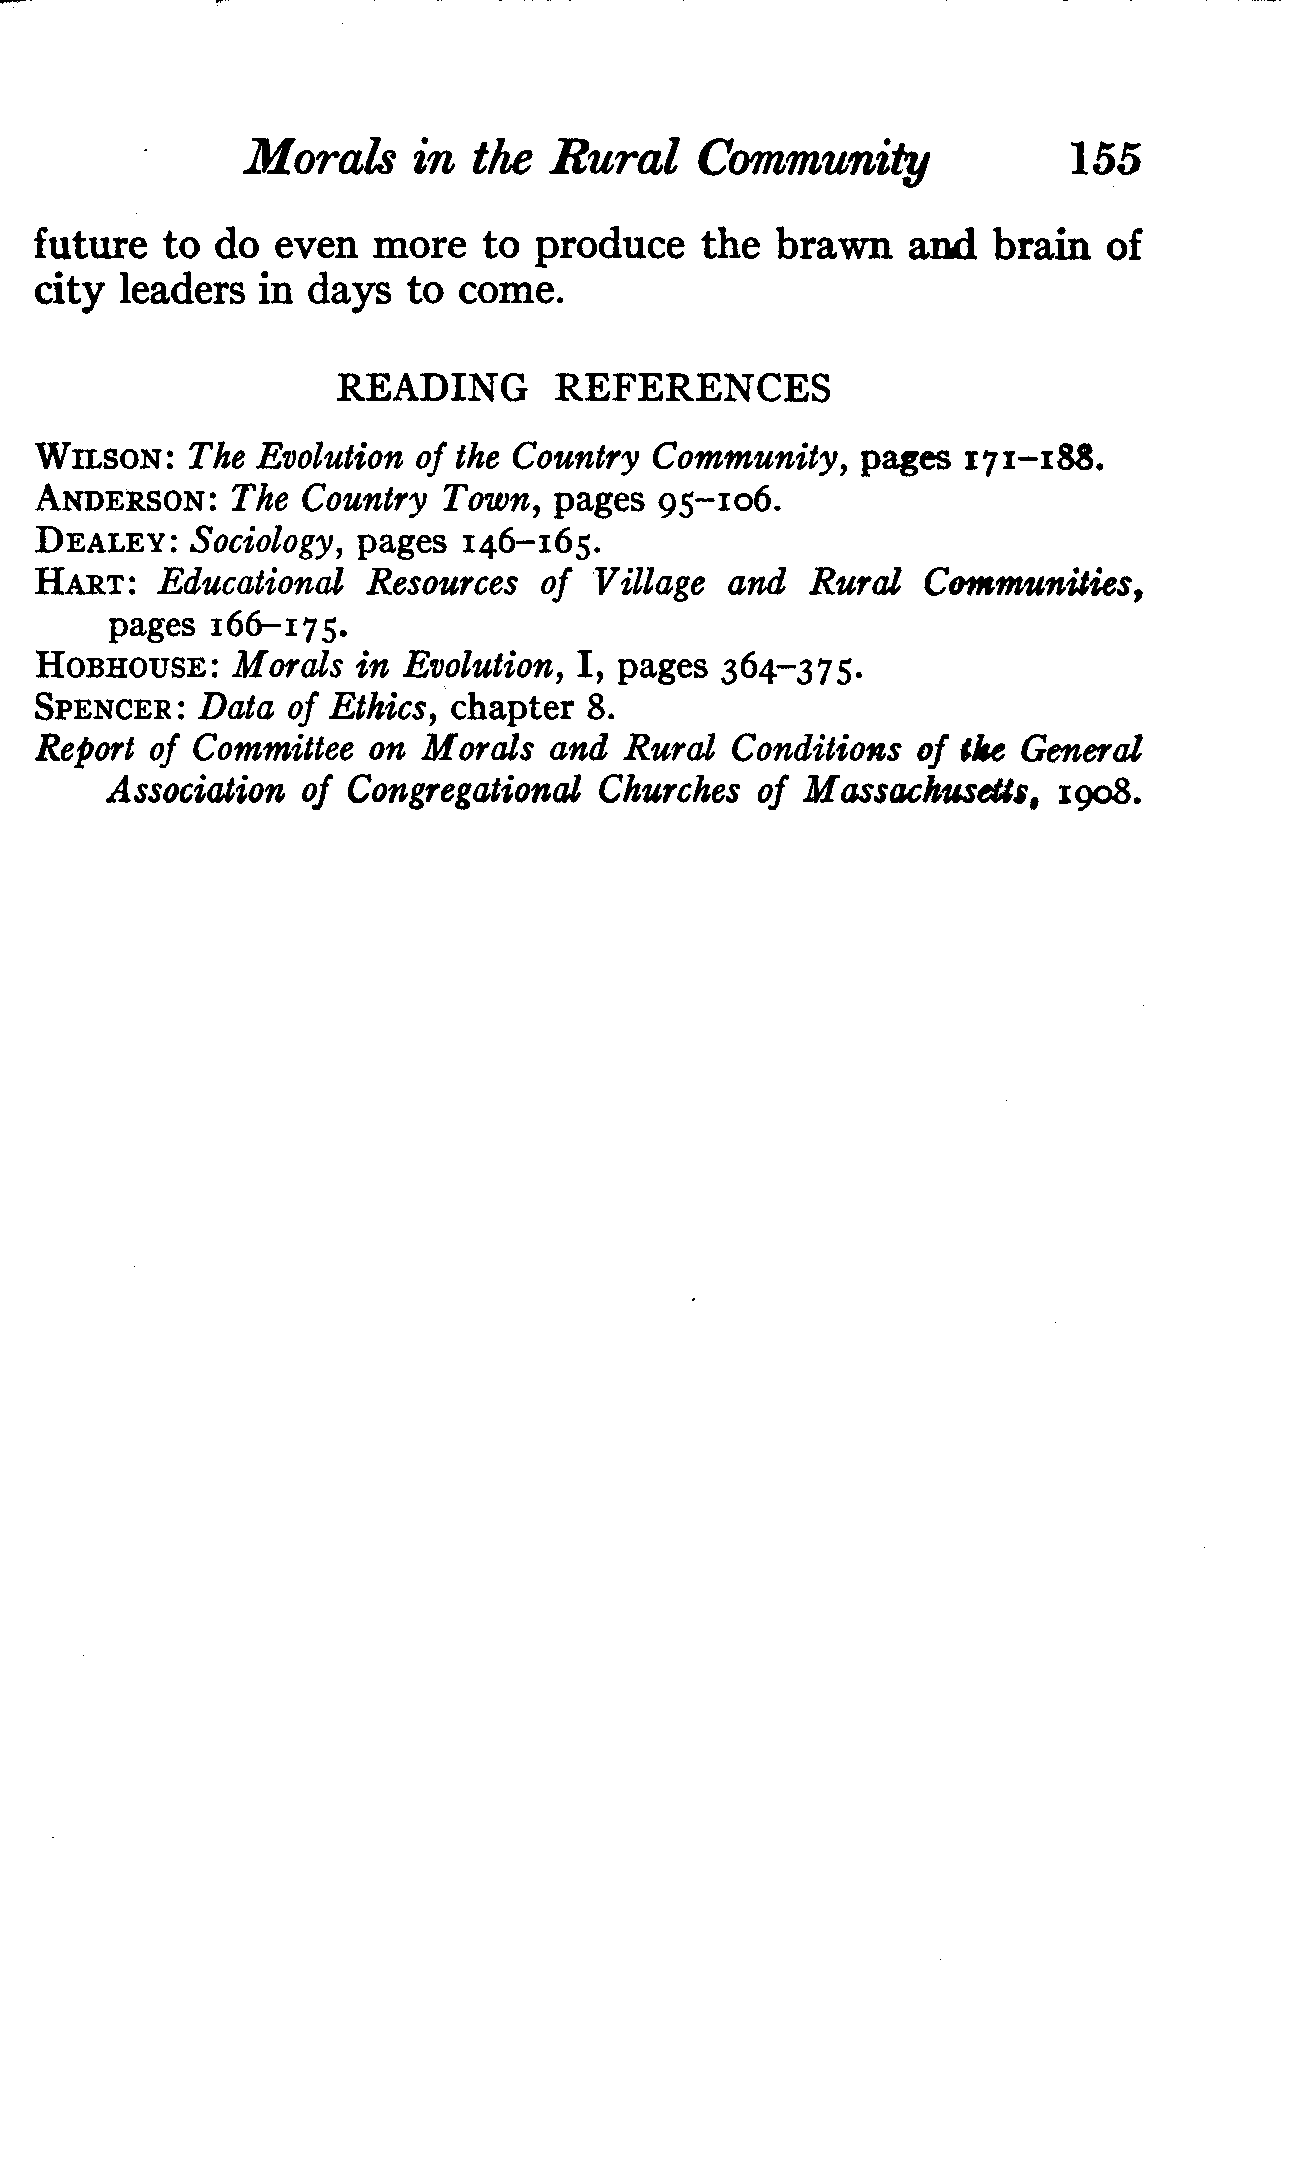 Morals in the Rural Community 155
future to do even more to produce the brawn and brain of
city leaders in days to come.
READING REFERENCES
WILSON: The Evolution of the Country Community, pages 171–188.
ANDERSON: The Country Town, pages 95–106.
DEALEY: Sociology, pages 146–165.
HART: Educational Resources of Village and Rural Communities,
pages 166–175.
HOBHOUSE: Morals in Evolution, I, pages 364–375.
SPENCER: Data of Ethics, chapter 8.
Report of Committee on Morals and Rural Conditions of the General
Association of Congregational Churches of Massachusetts, 1908.